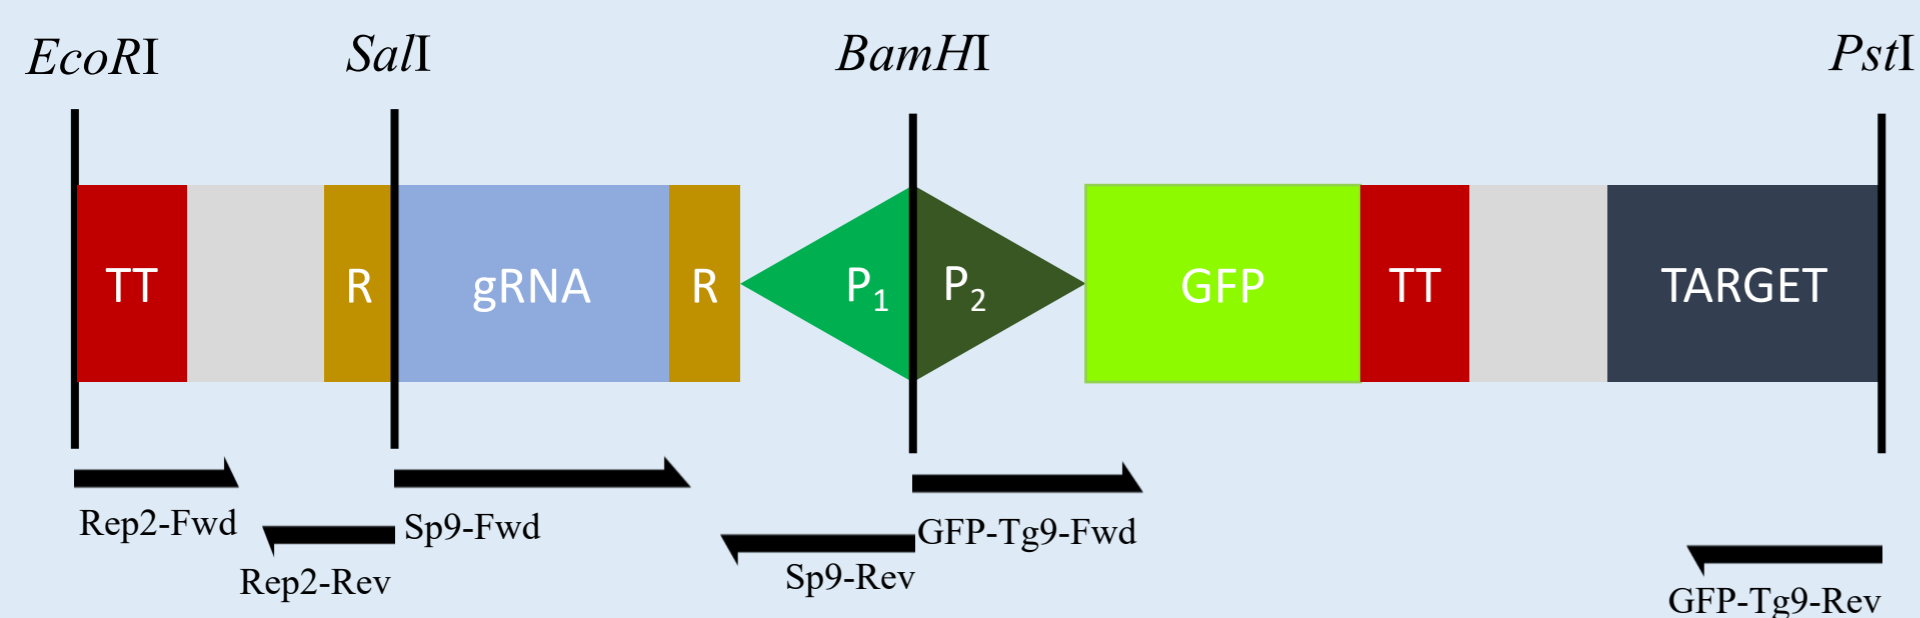 EcoRI SalI BamHI PstI
TT R gRNA R P₁ P₂ GFP TT TARGET
Rep2-Fwd Sp9-Fwd GFP-Tg9-Fwd
Rep2-Rev Sp9-Rev GFP-Tg9-Rev